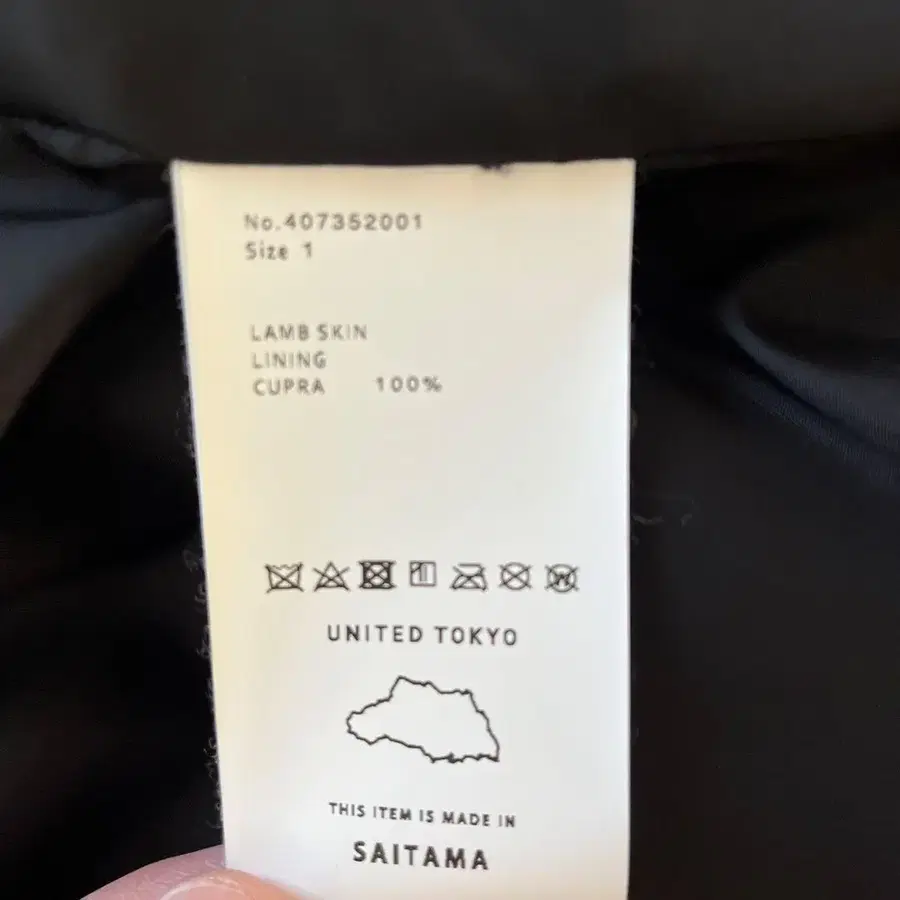 No.407352001
Size 1
LAMB SKIN
LINING
CUPRA 100%
UNITED TOKYO
THIS ITEM IS MADE IN
SAITAMA